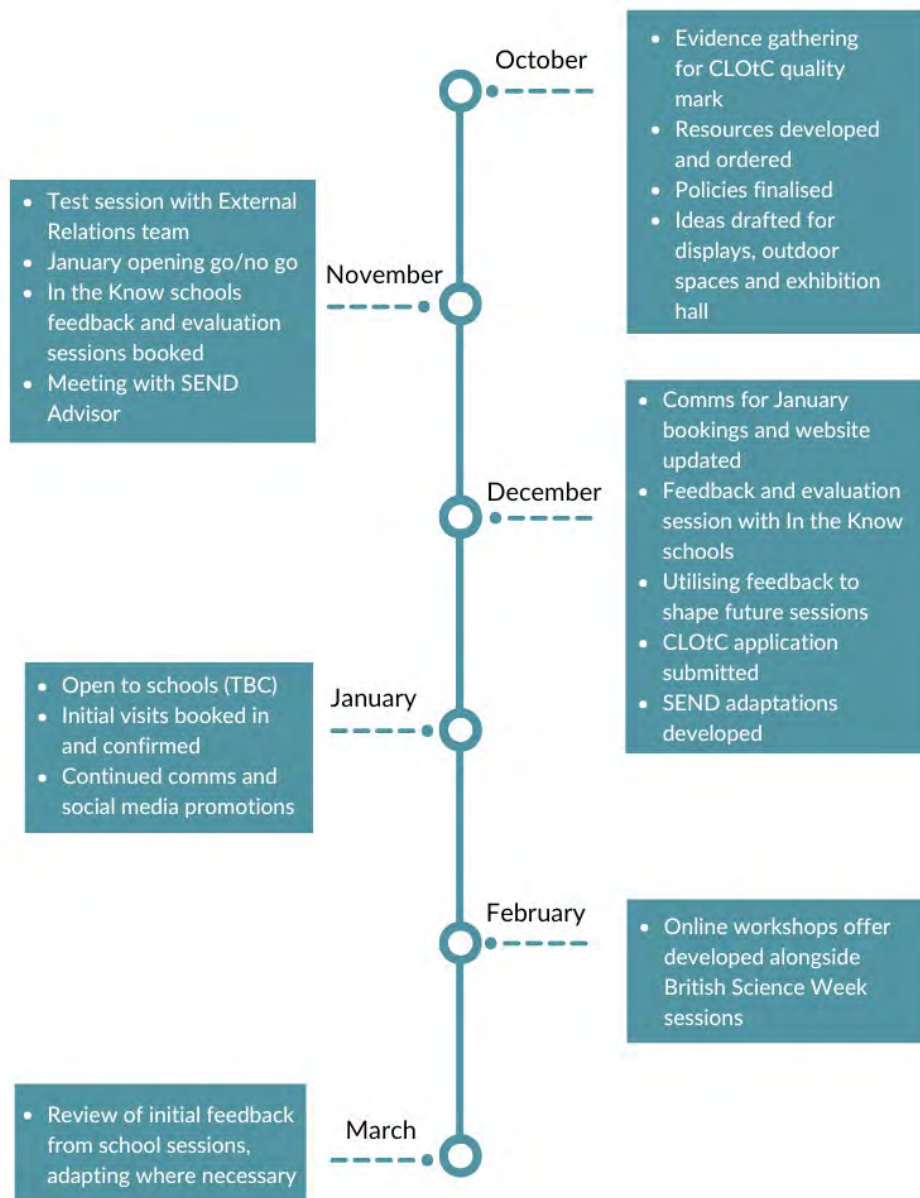 October
• Evidence gathering
for CLOtC quality
mark
• Resources developed
and ordered
• Policies finalised
• Ideas drafted for
displays, outdoor
spaces and exhibition
hall
November
• Test session with External
Relations team
• January opening go/no go
• In the Know schools
feedback and evaluation
sessions booked
• Meeting with SEND
Advisor
December
• Comms for January
bookings and website
updated
• Feedback and evaluation
session with In the Know
schools
• Utilising feedback to
shape future sessions
• CLOtC application
submitted
• SEND adaptations
developed
January
• Open to schools (TBC)
• Initial visits booked in
and confirmed
• Continued comms and
social media promotions
February
• Online workshops offer
developed alongside
British Science Week
sessions
March
• Review of initial feedback
from school sessions,
adapting where necessary